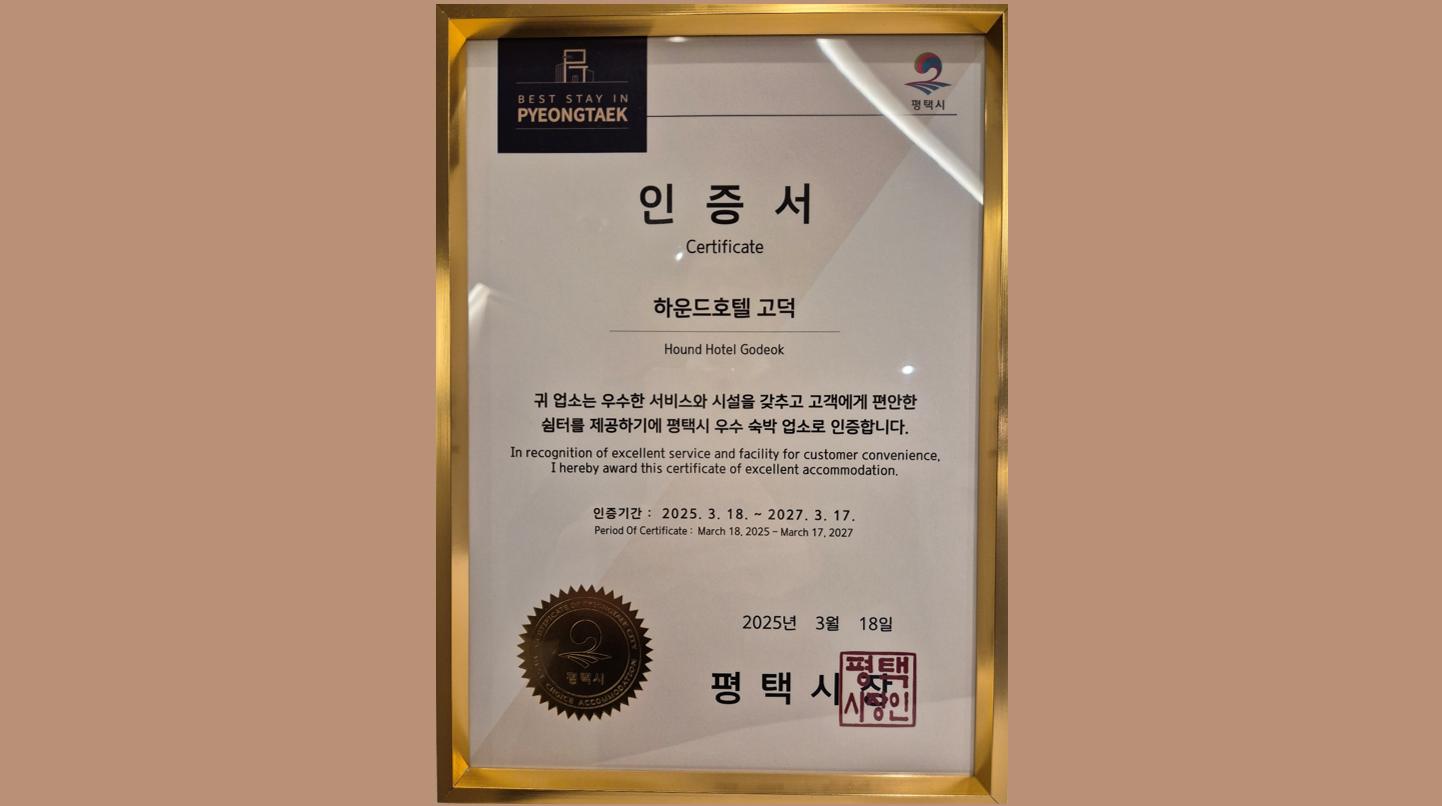 BEST STAY IN
PYEONGTAEK
평택시
인 증 서
Certificate
하운드호텔 고덕
Hound Hotel Godeok
귀 업소는 우수한 서비스와 시설을 갖추고 고객에게 편안한
쉼터를 제공하기에 평택시 우수 숙박 업소로 인증합니다.
In recognition of excellent service and facility for customer convenience,
I hereby award this certificate of excellent accommodation.
인증기간 : 2025. 3. 18. ~ 2027. 3. 17.
Period Of Certificate : March 18, 2025 – March 17, 2027
2025년 3월 18일
평 택 시 장
평택
시장인
CERTIFICATE OF PYEONGTAEK CITY
평택시
CHOICE ACCOMMODATION